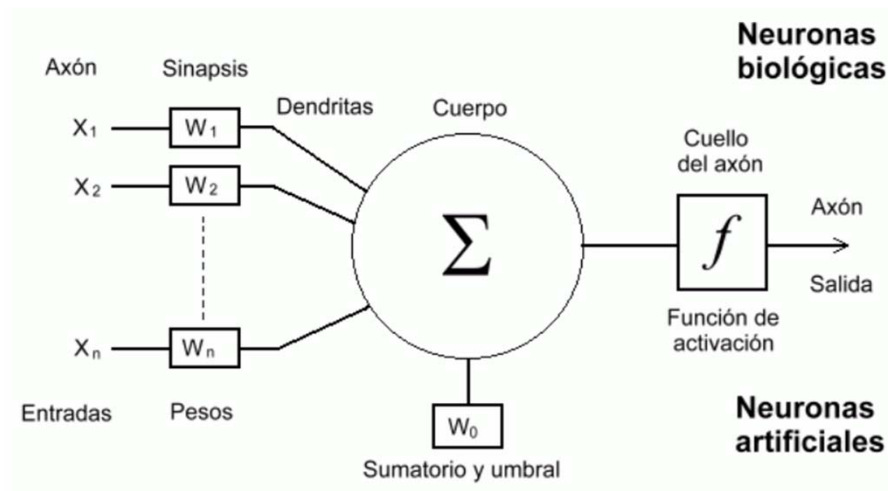 Neuronas
biológicas
Axón
Sinapsis
Dendritas
Cuerpo
Cuello
del axón
X1
W1
X2
W2
Σ
f
Axón
Salida
Xn
Wn
Función de
activación
Entradas
Pesos
W0
Neuronas
artificiales
Sumatorio y umbral